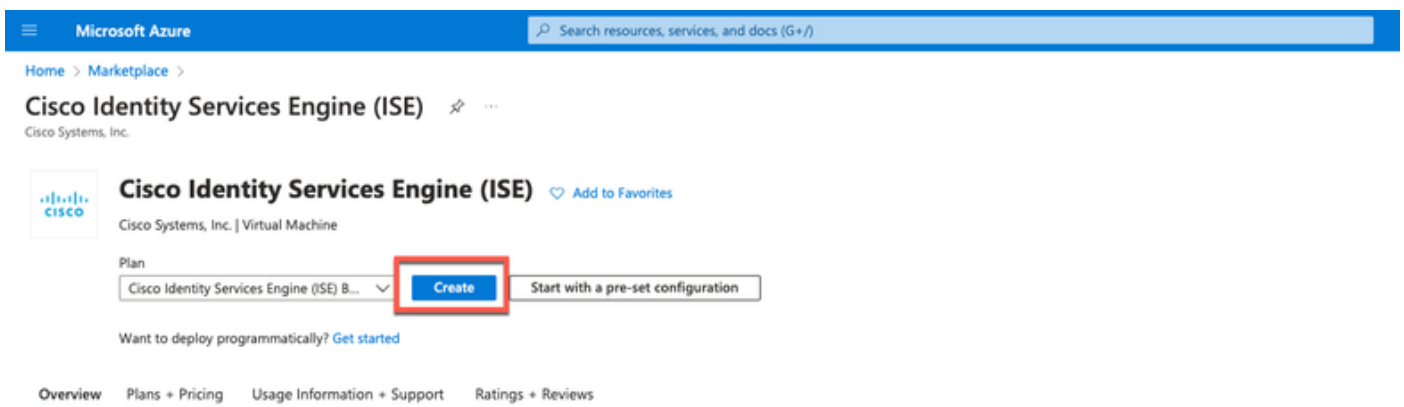 Microsoft Azure
Search resources, services, and docs (G+/)
Home > Marketplace >
Cisco Identity Services Engine (ISE) ...
Cisco Systems, Inc.
CISCO
Cisco Identity Services Engine (ISE) Add to Favorites
Cisco Systems, Inc. | Virtual Machine
Plan
Cisco Identity Services Engine (ISE) B... Create Start with a pre-set configuration
Want to deploy programmatically? Get started
Overview Plans + Pricing Usage Information + Support Ratings + Reviews